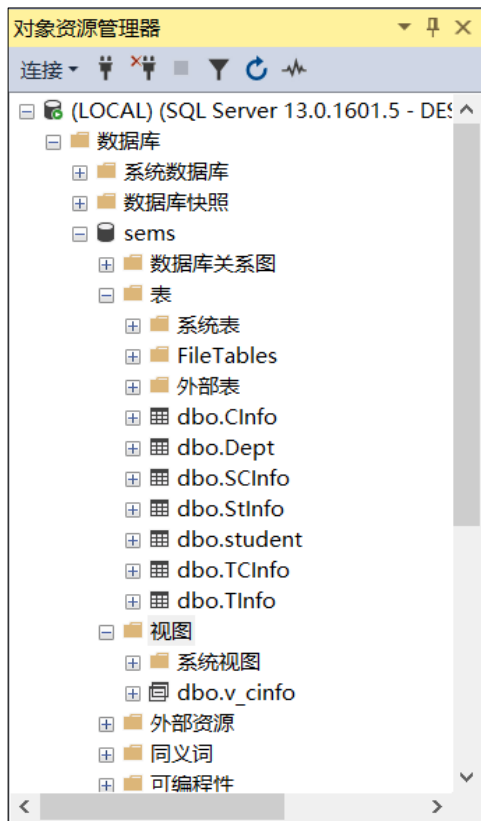 对象资源管理器
连接
(LOCAL) (SQL Server 13.0.1601.5 - DES
数据库
系统数据库
数据库快照
sems
数据库关系图
表
系统表
FileTables
外部表
dbo.CInfo
dbo.Dept
dbo.SCInfo
dbo.StInfo
dbo.student
dbo.TCInfo
dbo.TInfo
视图
系统视图
dbo.v_cinfo
外部资源
同义词
可编程性